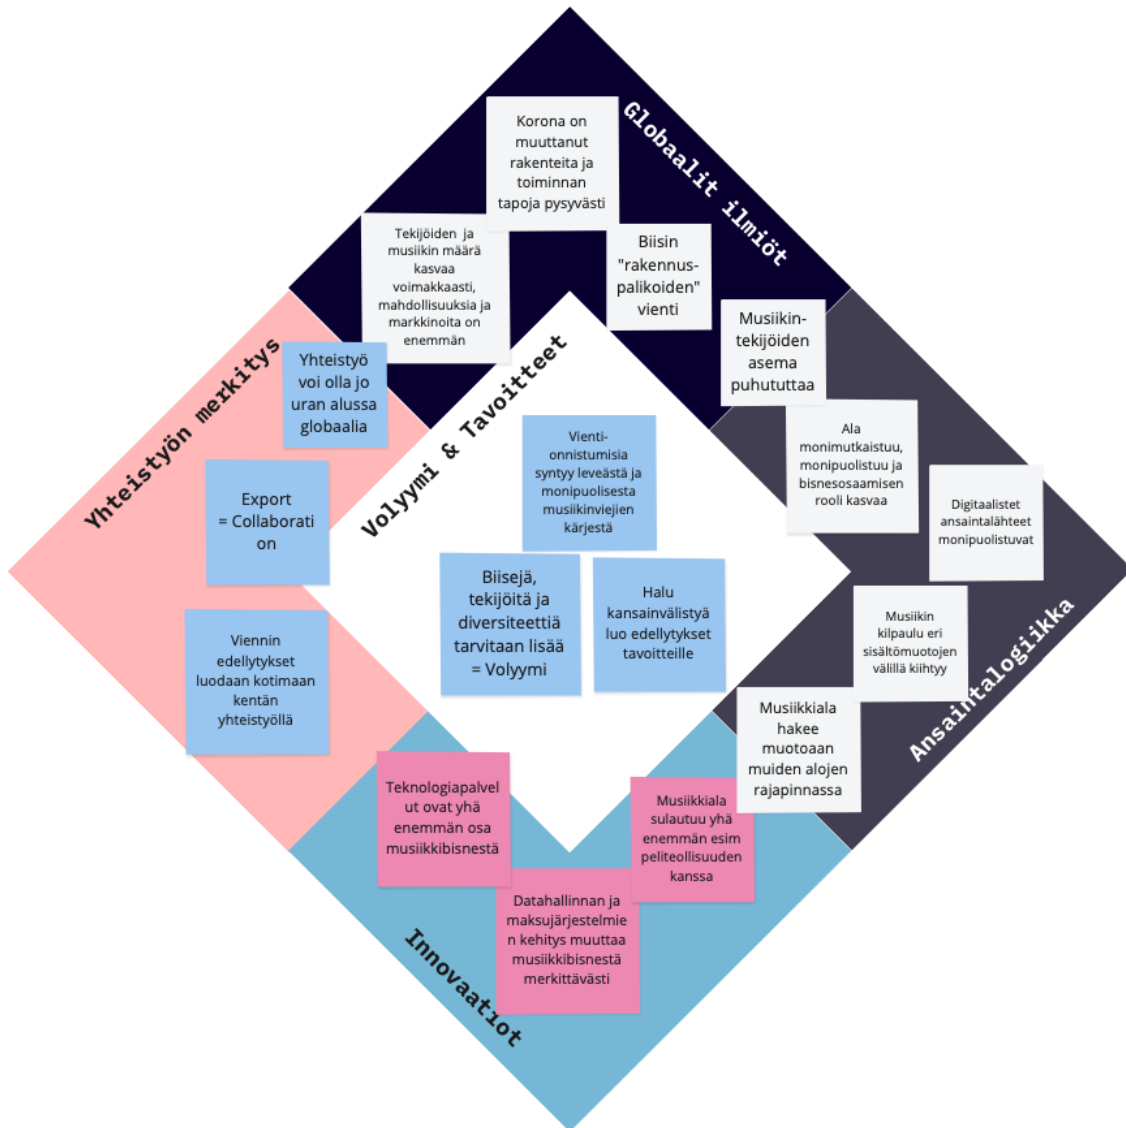 Globaalit ilmiöt
Korona on
muuttanut
rakenteita ja
toiminnan
tapoja pysyvästi
Tekijöiden ja
musiikin määrä
kasvaa
voimakkaasti,
mahdollisuuksia ja
markkinoita on
enemmän
Biisin
"rakennus-
palikoiden"
vienti
Musiikin-
tekijöiden
asema
puhututtaa
Yhteistyön merkitys
Yhteistyö
voi olla jo
uran alussa
globaalia
Export
= Collaborati
on
Viennin
edellytykset
luodaan kotimaan
kentän
yhteistyöllä
Volyymi & Tavoitteet
Vienti-
onnistumisia
syntyy leveästä ja
monipuolisesta
musiikinviejien
kärjestä
Biisejä,
tekijöitä ja
diversiteettiä
tarvitaan lisää
= Volyymi
Halu
kansainvälistyä
luo edellytykset
tavoitteille
Ansaintalogiikka
Ala
monimutkaistuu,
monipuolistuu ja
bisnesosaamisen
rooli kasvaa
Digitaalistet
ansaintalähteet
monipuolistuvat
Musiikin
kilpaulu eri
sisältömuotojen
välillä kiihtyy
Musiikkiala
hakee
muotoaan
muiden alojen
rajapinnassa
Innovaatiot
Teknologiapalvel
ut ovat yhä
enemmän osa
musiikkibisnestä
Datahallinnan ja
maksujärjestelmie
n kehitys muuttaa
musiikkibisnestä
merkittävästi
Musiikkiala
sulautuu yhä
enemmän esim
peliteollisuuden
kanssa